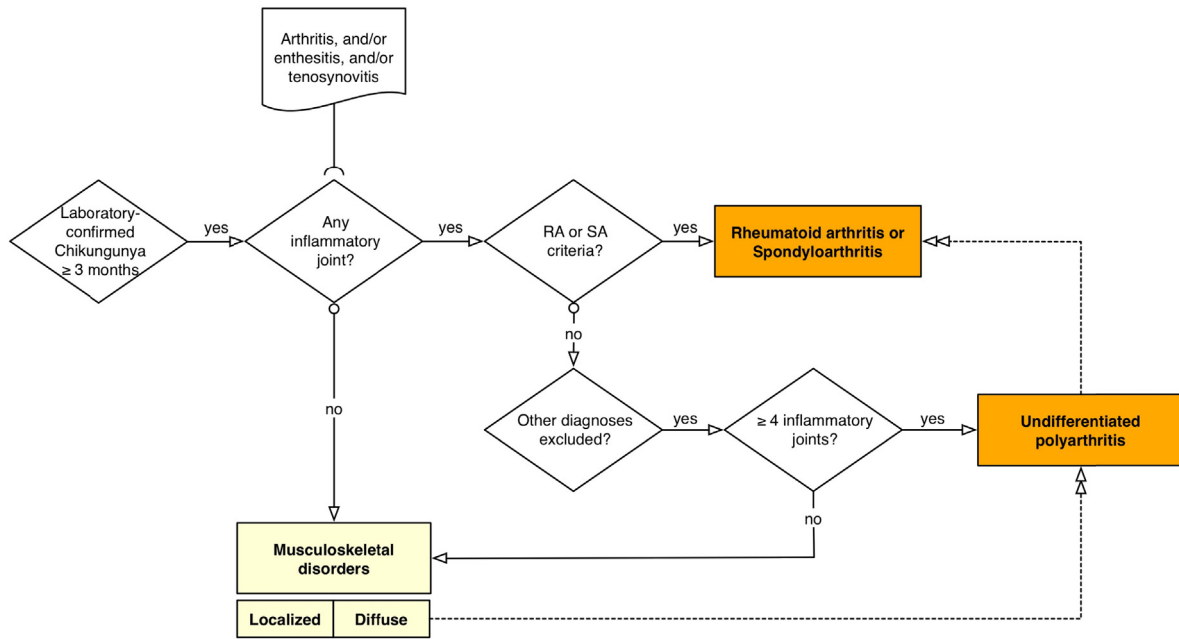 Arthritis, and/or
enthesitis, and/or
tenosynovitis
Laboratory-
confirmed
Chikungunya
≥ 3 months
yes
Any
inflammatory
joint?
yes
RA or SA
criteria?
yes
Rheumatoid arthritis or
Spondyloarthritis
no
no
Other diagnoses
excluded?
yes
≥ 4 inflammatory
joints?
yes
Undifferentiated
polyarthritis
no
Musculoskeletal
disorders
Localized
Diffuse